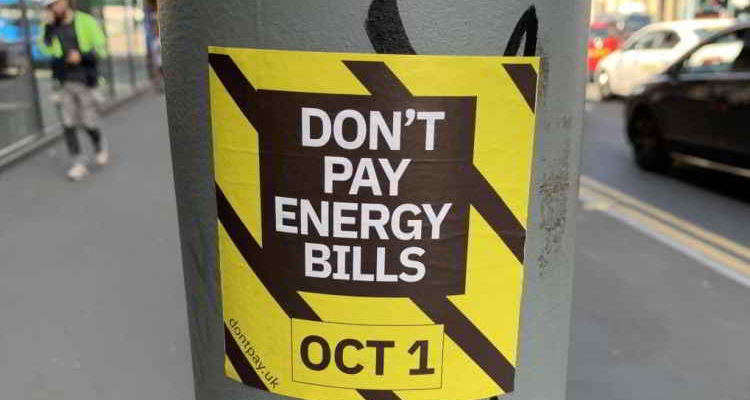 DON'T
PAY
ENERGY
BILLS
OCT 1
dontpay.uk